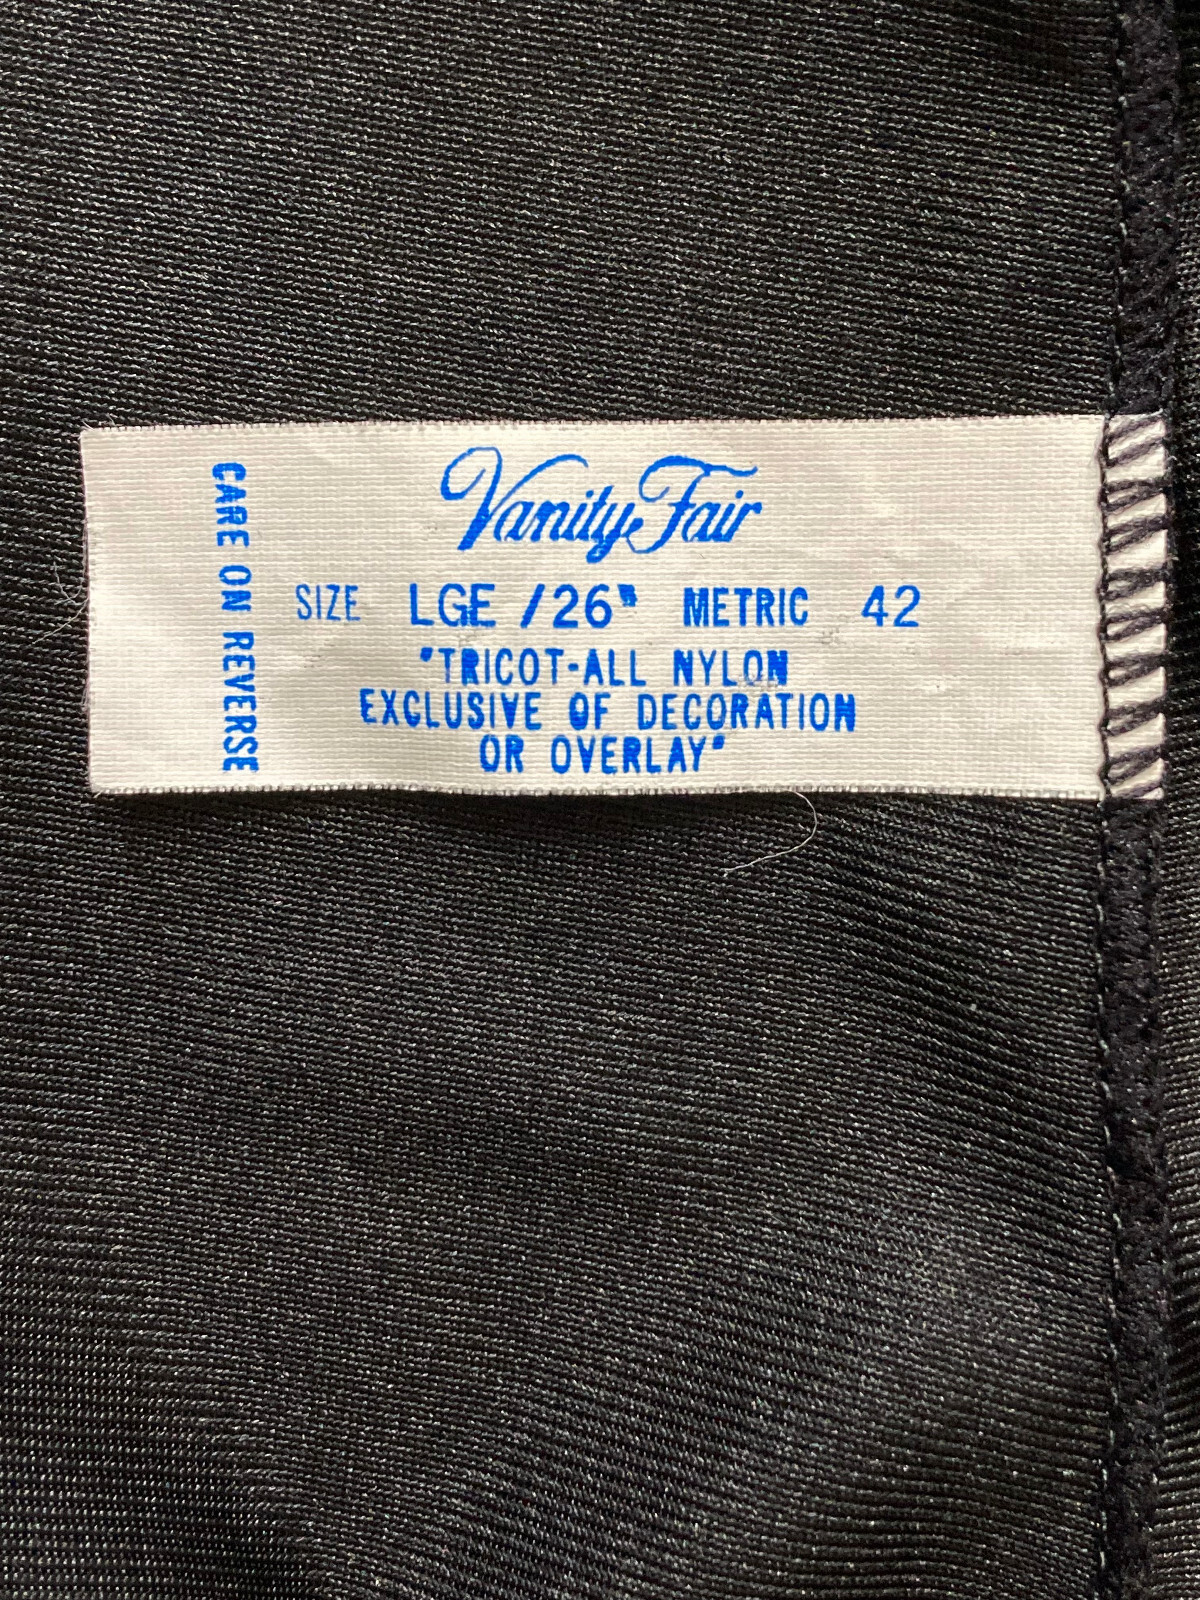 Vanity Fair
SIZE LGE /26" METRIC 42
"TRICOT-ALL NYLON
EXCLUSIVE OF DECORATION
OR OVERLAY"
CARE ON REVERSE